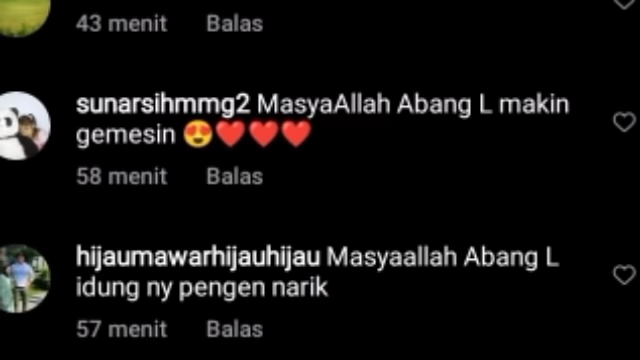 43 menit Balas
sunarsihmmg2 MasyaAllah Abang L makin
gemesin 😍❤️❤️❤️
58 menit Balas
hijaumawarhijauhijau Masyaallah Abang L
idung ny pengen narik
57 menit Balas